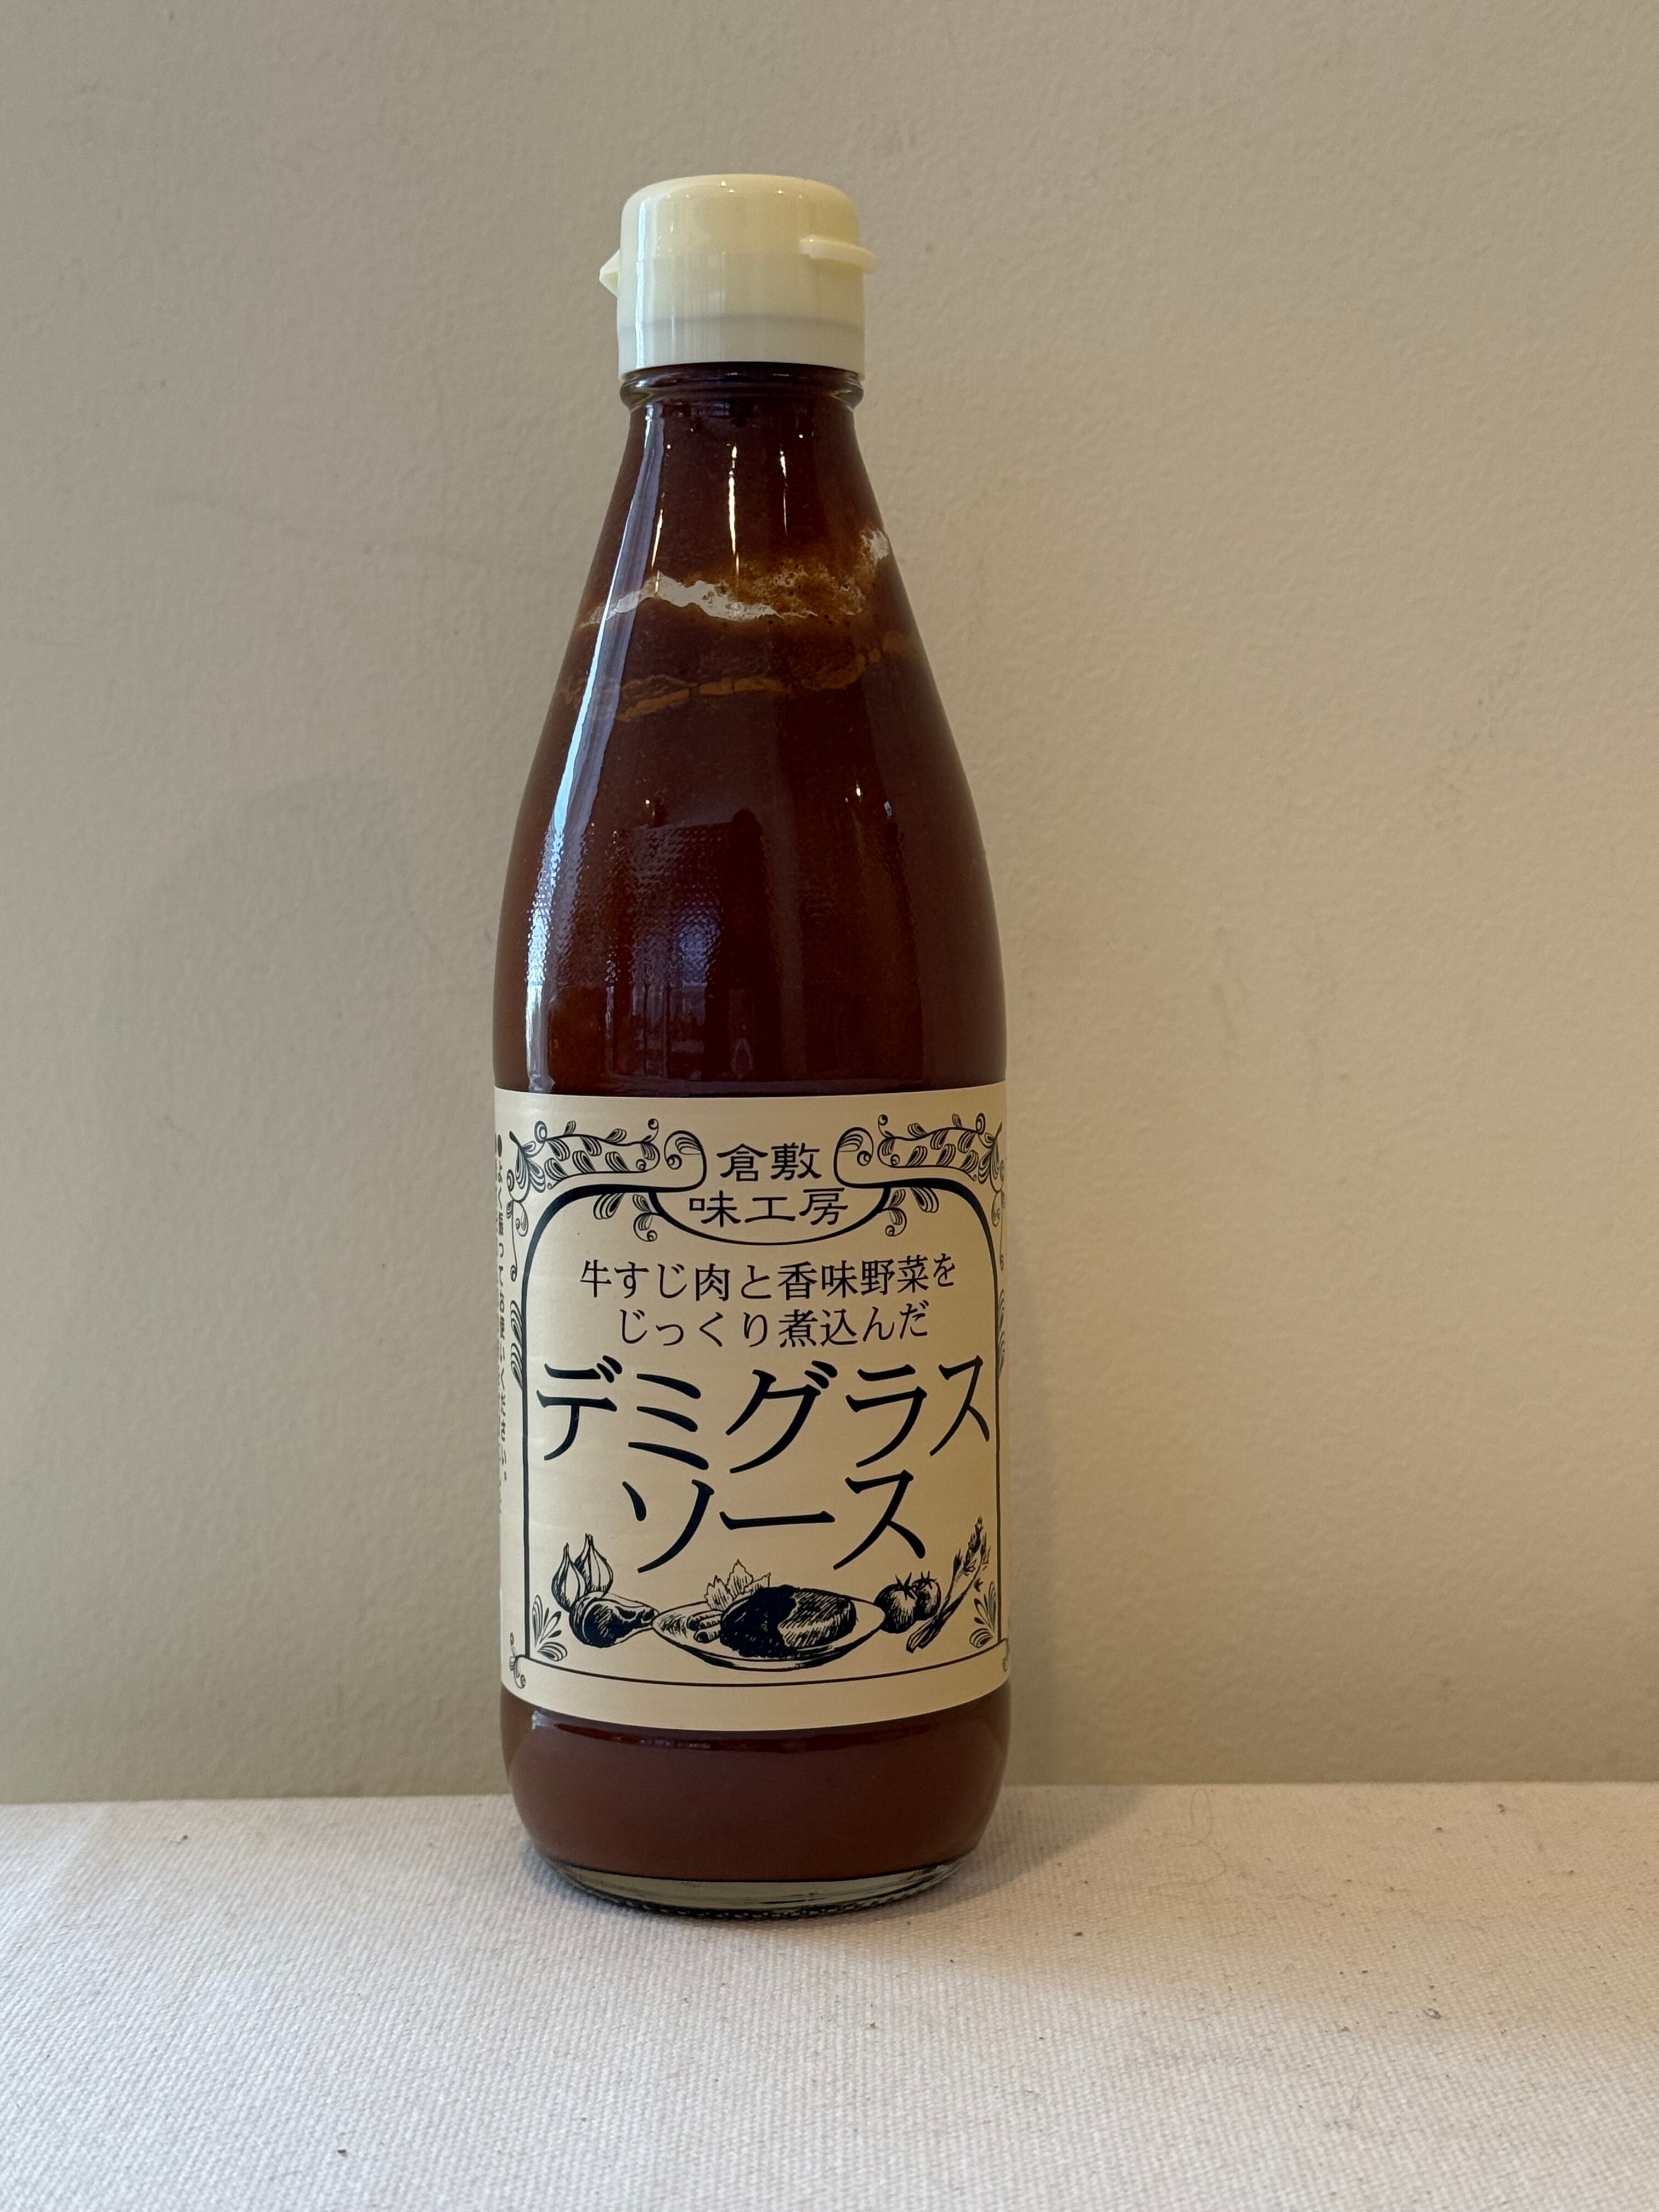 倉敷
味工房
牛すじ肉と香味野菜を
じっくり煮込んだ
デミグラス
ソース